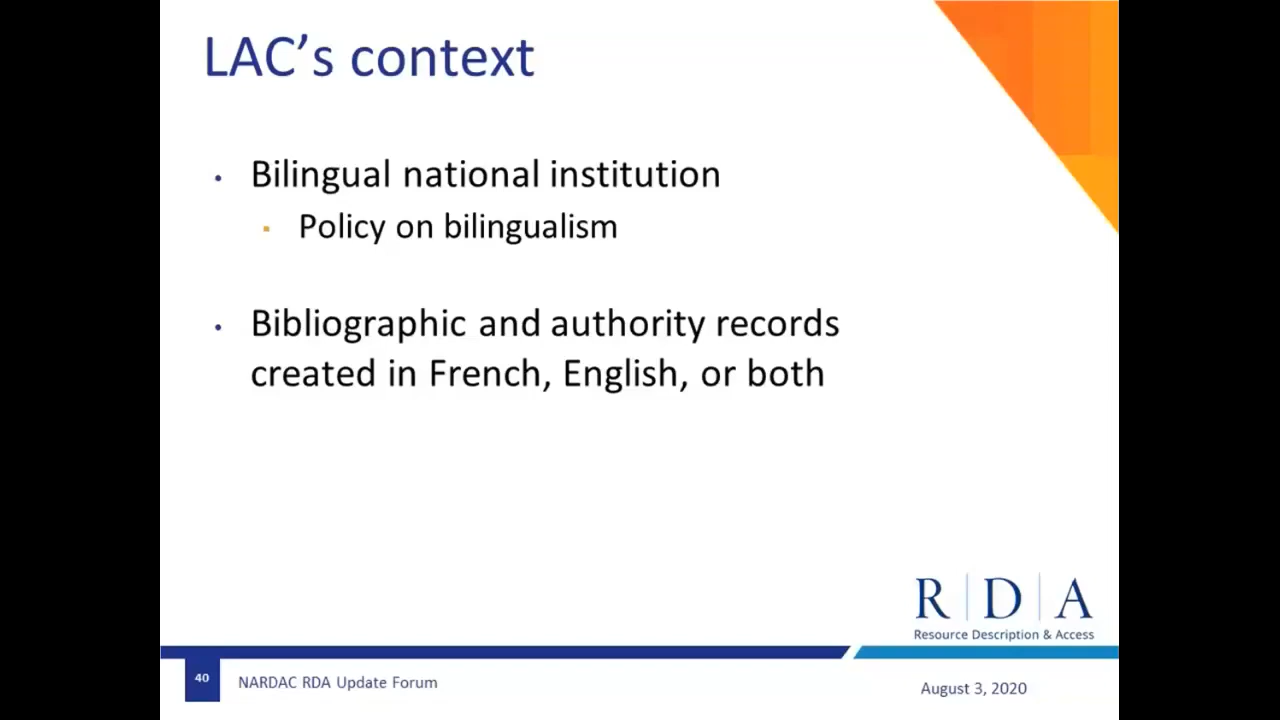 LAC's context
• Bilingual national institution
▪ Policy on bilingualism
• Bibliographic and authority records
created in French, English, or both
R|D|A
Resource Description & Access
40
NARDAC RDA Update Forum
August 3, 2020